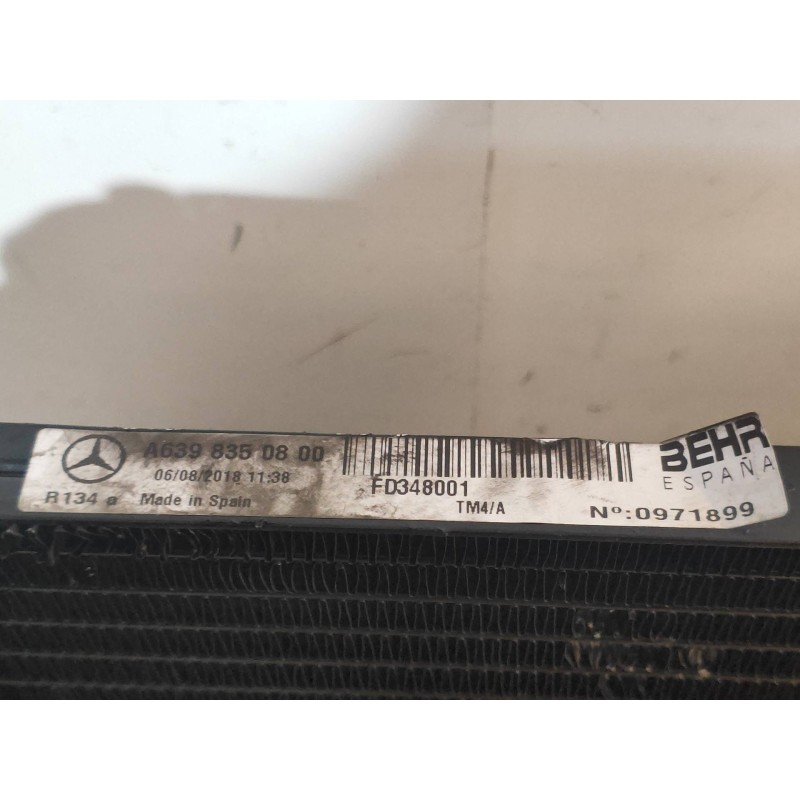 A639 835 08 00
06/08/2018 11:38
R134 a Made in Spain
FD348001
TM4/A
BEHR
ESPAÑA
Nº:0971899